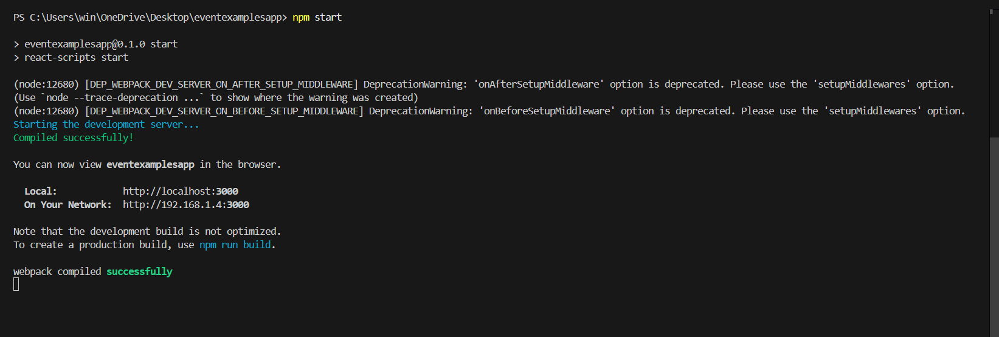 PS C:\Users\win\OneDrive\Desktop\eventexamplesapp> npm start
> eventexamplesapp@0.1.0 start
> react-scripts start
(node:12680) [DEP_WEBPACK_DEV_SERVER_ON_AFTER_SETUP_MIDDLEWARE] DeprecationWarning: 'onAfterSetupMiddleware' option is deprecated. Please use the 'setupMiddlewares' option.
(Use `node --trace-deprecation ...` to show where the warning was created)
(node:12680) [DEP_WEBPACK_DEV_SERVER_ON_BEFORE_SETUP_MIDDLEWARE] DeprecationWarning: 'onBeforeSetupMiddleware' option is deprecated. Please use the 'setupMiddlewares' option.
Starting the development server...
Compiled successfully!
You can now view eventexamplesapp in the browser.
Local: http://localhost:3000
On Your Network: http://192.168.1.4:3000
Note that the development build is not optimized.
To create a production build, use npm run build.
webpack compiled successfully